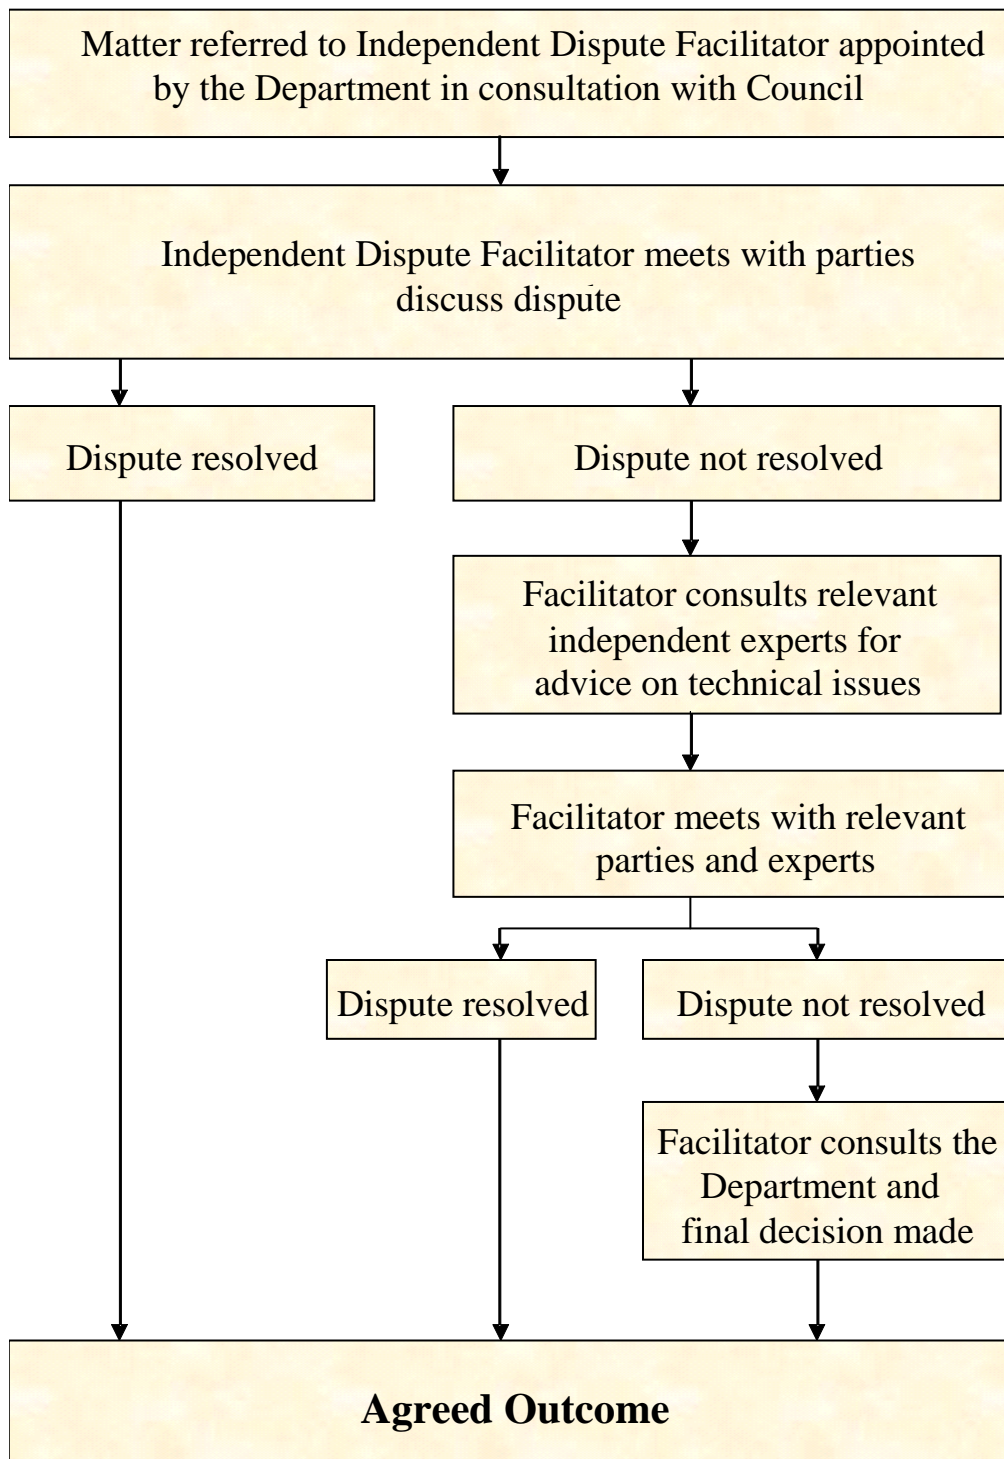 Matter referred to Independent Dispute Facilitator appointed
by the Department in consultation with Council
Independent Dispute Facilitator meets with parties
discuss dispute
Dispute resolved
Dispute not resolved
Facilitator consults relevant
independent experts for
advice on technical issues
Facilitator meets with relevant
parties and experts
Dispute resolved
Dispute not resolved
Facilitator consults the
Department and
final decision made
Agreed Outcome